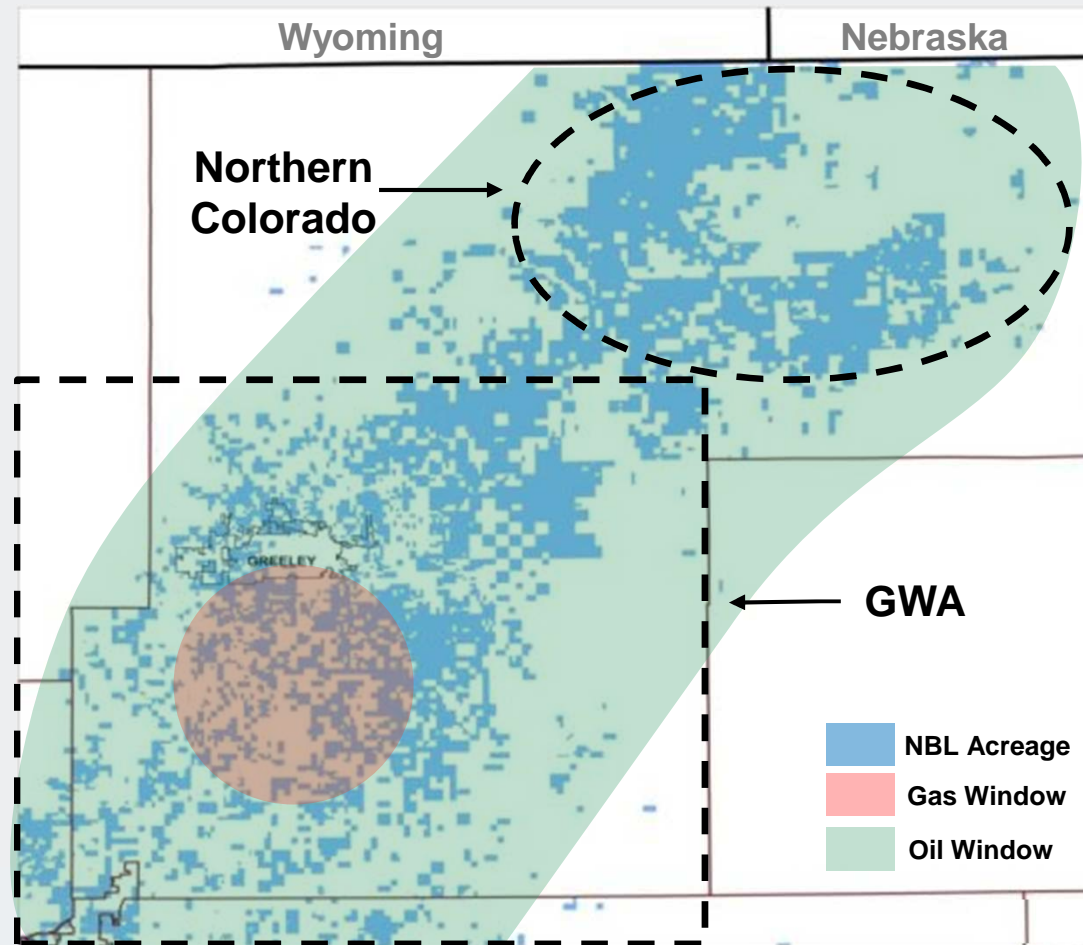 Wyoming
Nebraska
Northern
Colorado
GREELEY
GWA
NBL Acreage
Gas Window
Oil Window